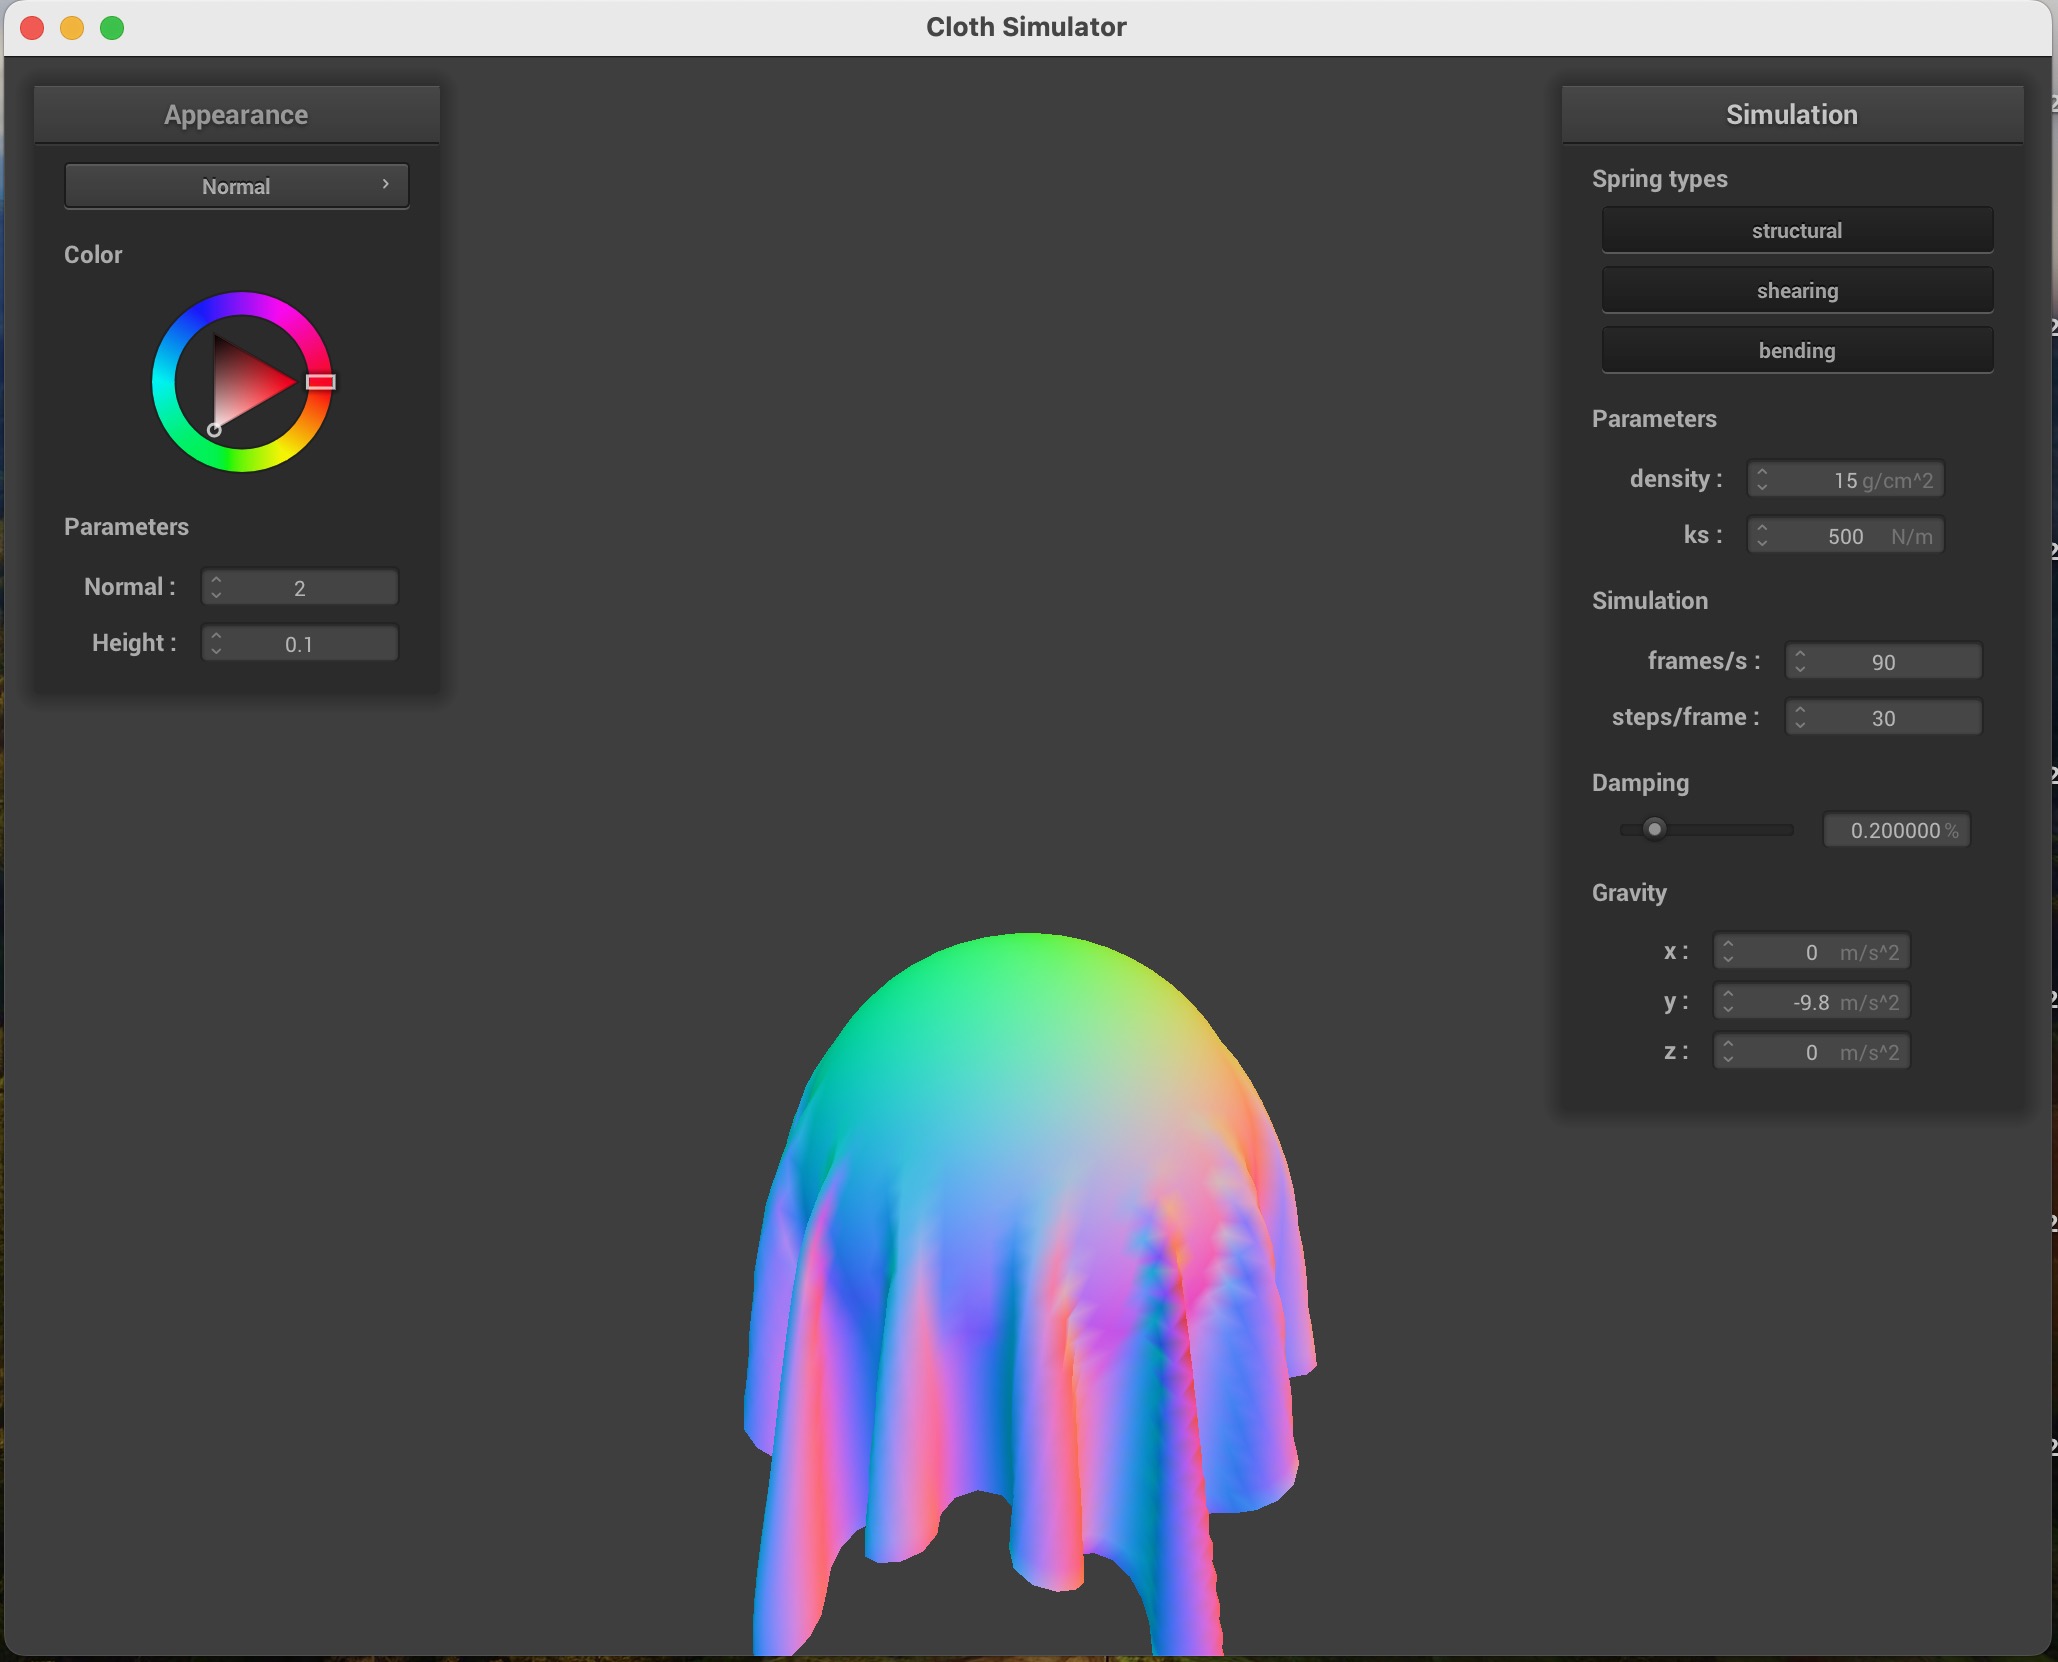 Cloth Simulator
Appearance
Normal
Color
Parameters
Normal : 2
Height : 0.1
Simulation
Spring types
structural
shearing
bending
Parameters
density : 15 g/cm^2
ks : 500 N/m
Simulation
frames/s : 90
steps/frame : 30
Damping
0.200000 %
Gravity
x : 0 m/s^2
y : -9.8 m/s^2
z : 0 m/s^2